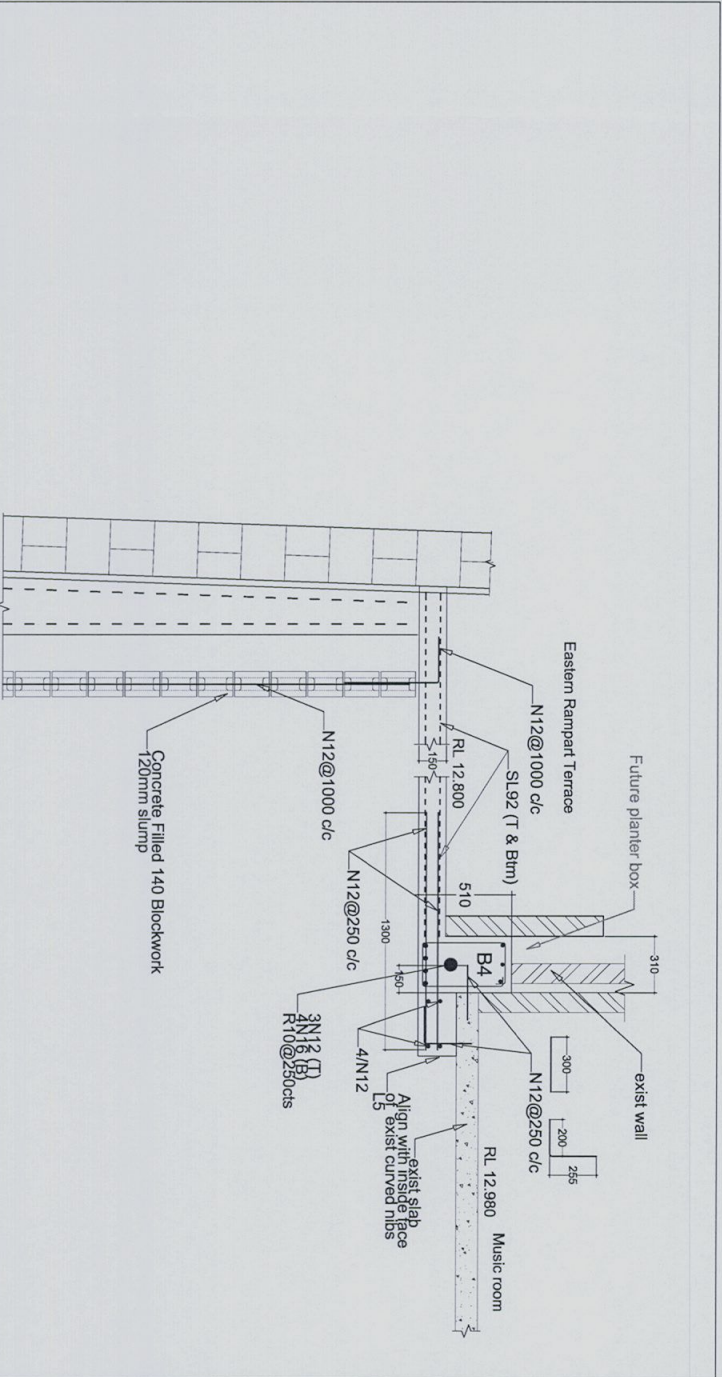 Future planter box
exist wall
Eastern Rampart Terrace
310
300
200
255
N12@1000 c/c
SL92 (T & Btm)
510
B4
N12@250 c/c
RL 12.980
Music room
RL 12.800
150
150
1300
N12@250 c/c
4/N12
exist slab
Align with inside face
of exist curved nibs
L5
3N12 (T)
4N16 (B)
R10@250cts
N12@1000 c/c
Concrete Filled 140 Blockwork
120mm slump